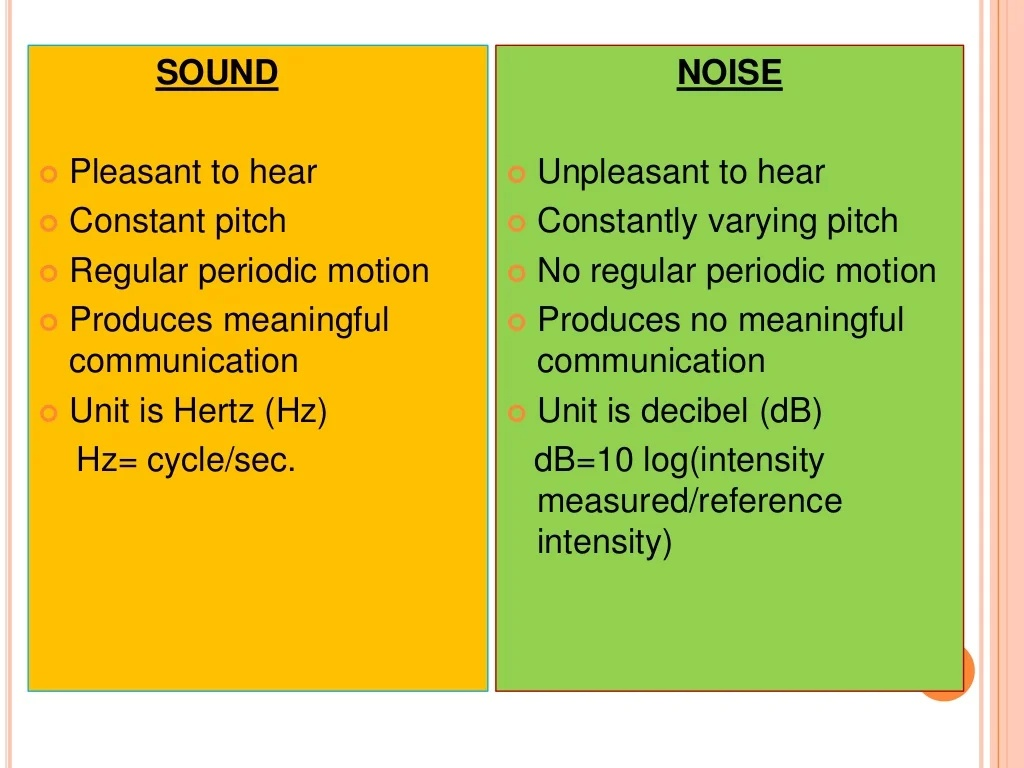 SOUND
Pleasant to hear
Constant pitch
Regular periodic motion
Produces meaningful
communication
Unit is Hertz (Hz)
Hz= cycle/sec.
NOISE
Unpleasant to hear
Constantly varying pitch
No regular periodic motion
Produces no meaningful
communication
Unit is decibel (dB)
dB=10 log(intensity
measured/reference
intensity)